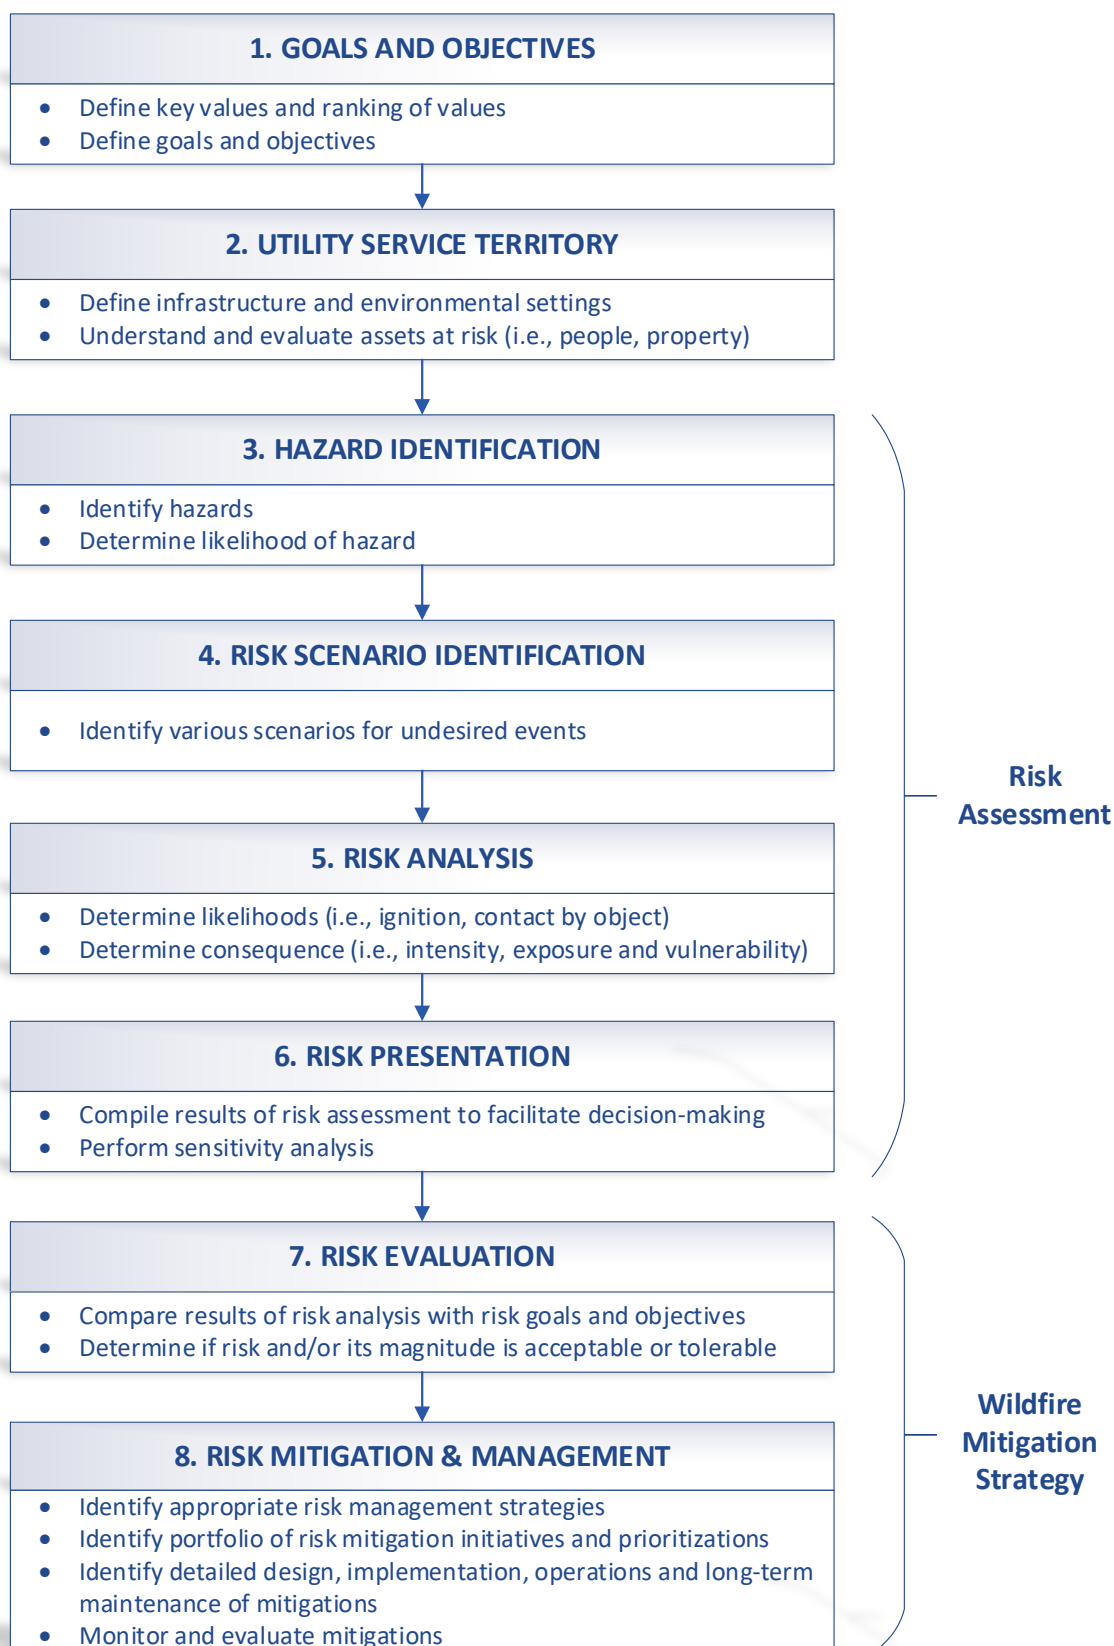 1. GOALS AND OBJECTIVES
• Define key values and ranking of values
• Define goals and objectives
2. UTILITY SERVICE TERRITORY
• Define infrastructure and environmental settings
• Understand and evaluate assets at risk (i.e., people, property)
3. HAZARD IDENTIFICATION
• Identify hazards
• Determine likelihood of hazard
4. RISK SCENARIO IDENTIFICATION
• Identify various scenarios for undesired events
5. RISK ANALYSIS
• Determine likelihoods (i.e., ignition, contact by object)
• Determine consequence (i.e., intensity, exposure and vulnerability)
6. RISK PRESENTATION
• Compile results of risk assessment to facilitate decision-making
• Perform sensitivity analysis
Risk
Assessment
7. RISK EVALUATION
• Compare results of risk analysis with risk goals and objectives
• Determine if risk and/or its magnitude is acceptable or tolerable
8. RISK MITIGATION & MANAGEMENT
• Identify appropriate risk management strategies
• Identify portfolio of risk mitigation initiatives and prioritizations
• Identify detailed design, implementation, operations and long-term
maintenance of mitigations
• Monitor and evaluate mitigations
Wildfire
Mitigation
Strategy